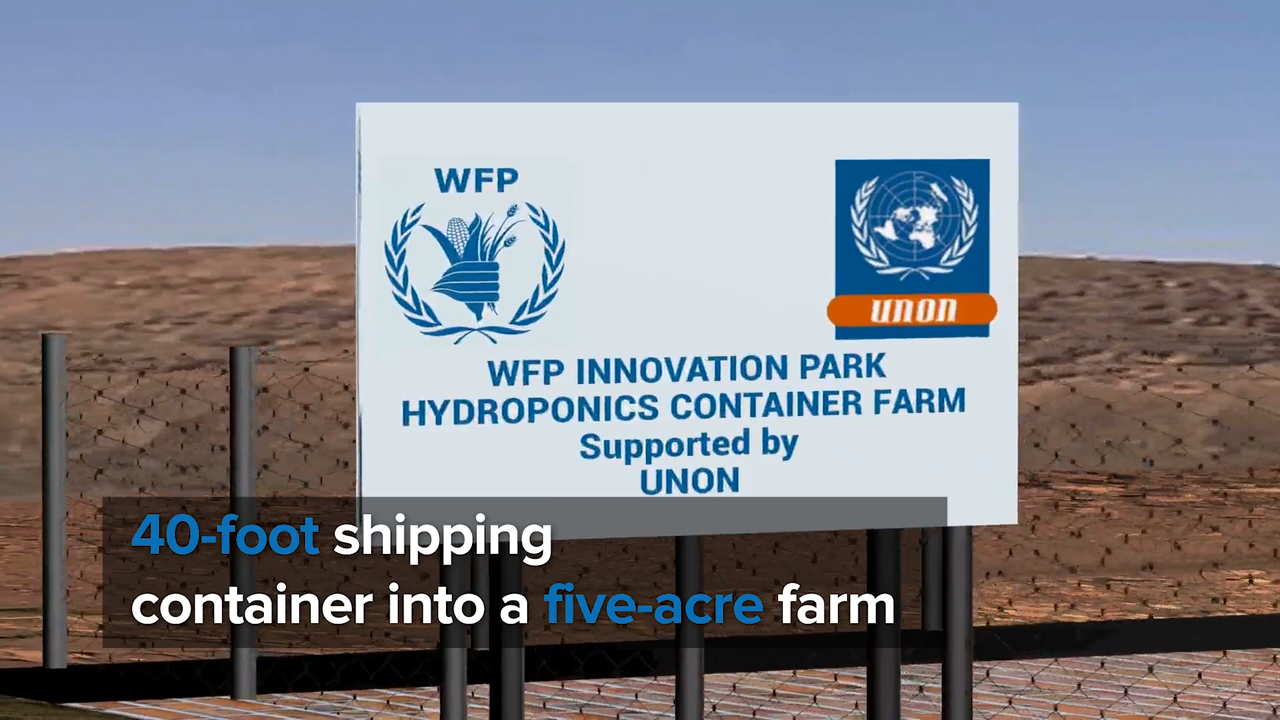 WFP
unon
WFP INNOVATION PARK
HYDROPONICS CONTAINER FARM
Supported by
UNON
40-foot shipping
container into a five-acre farm